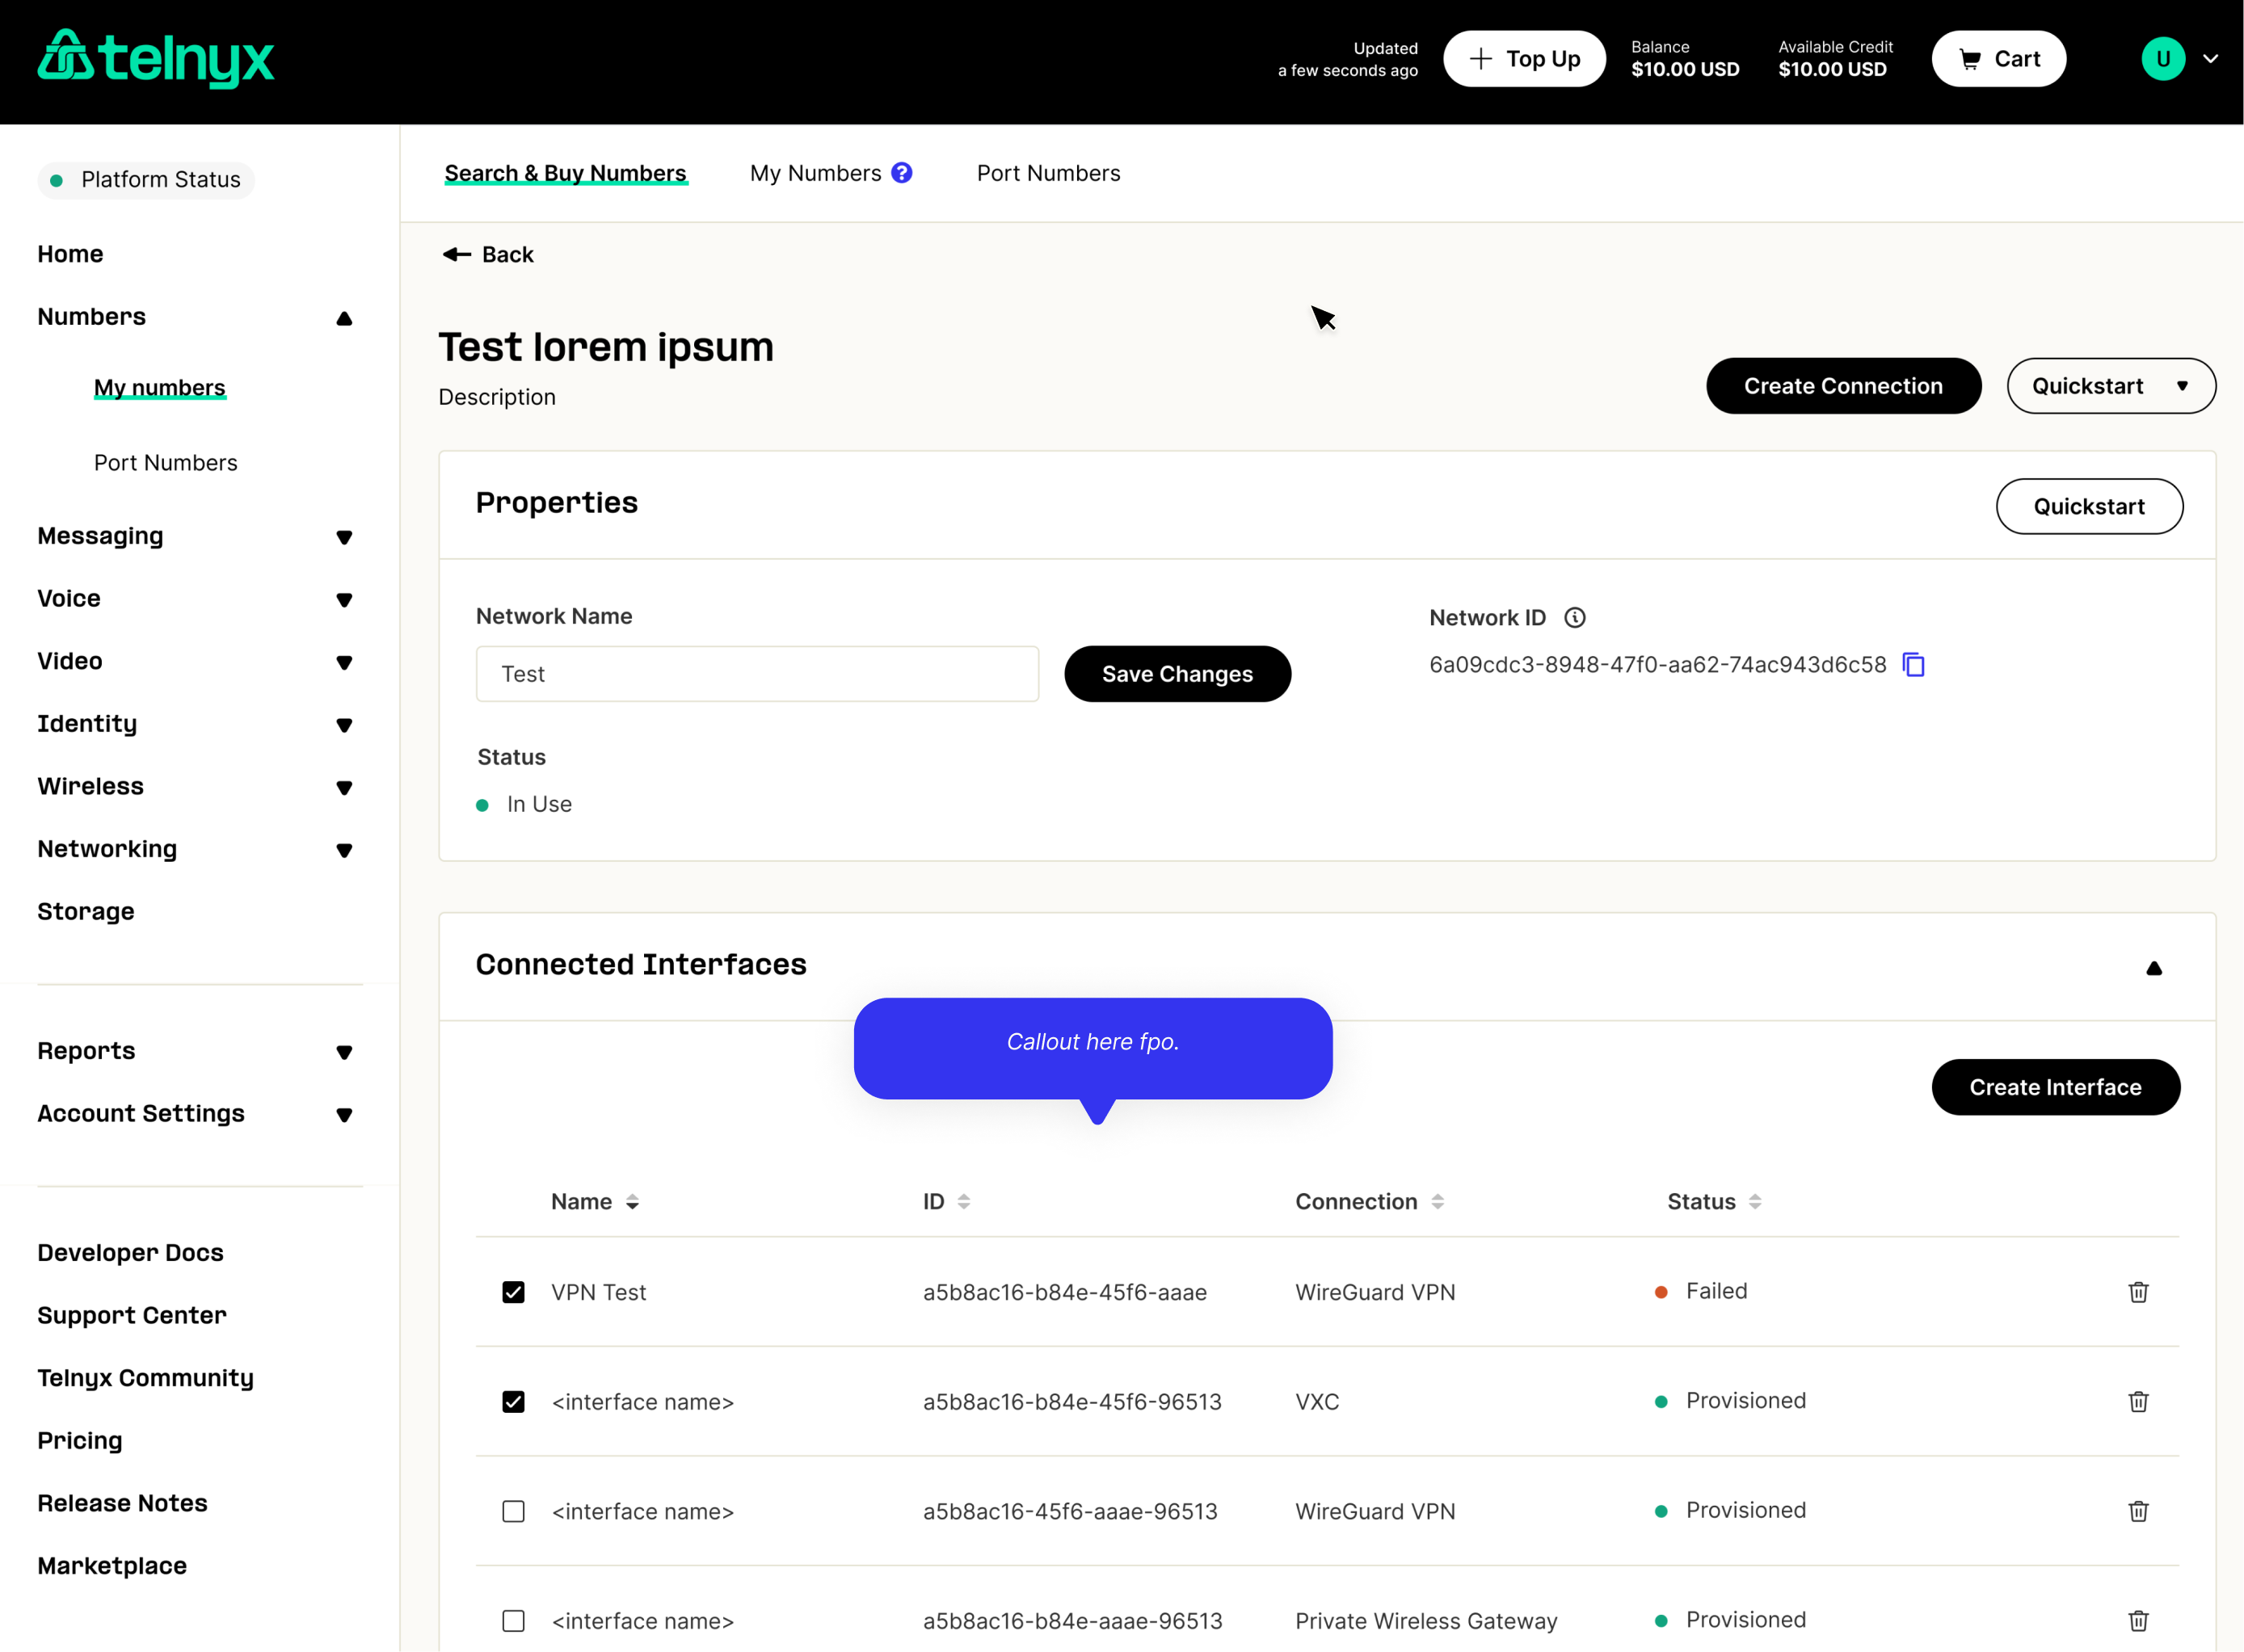 telnyx
Updated
a few seconds ago
Top Up
Balance
$10.00 USD
Available Credit
$10.00 USD
Cart
U
Platform Status
Home
Numbers
My numbers
Port Numbers
Messaging
Voice
Video
Identity
Wireless
Networking
Storage
Reports
Account Settings
Developer Docs
Support Center
Telnyx Community
Pricing
Release Notes
Marketplace
Search & Buy Numbers
My Numbers ?
Port Numbers
Back
Test lorem ipsum
Description
Create Connection
Quickstart
Properties
Quickstart
Network Name
Test
Save Changes
Network ID
6a09cdc3-8948-47f0-aa62-74ac943d6c58
Status
In Use
Connected Interfaces
Callout here fpo.
Create Interface
Name ID Connection Status
VPN Test a5b8ac16-b84e-45f6-aaae WireGuard VPN Failed
<interface name> a5b8ac16-b84e-45f6-96513 VXC Provisioned
<interface name> a5b8ac16-45f6-aaae-96513 WireGuard VPN Provisioned
<interface name> a5b8ac16-b84e-aaae-96513 Private Wireless Gateway Provisioned